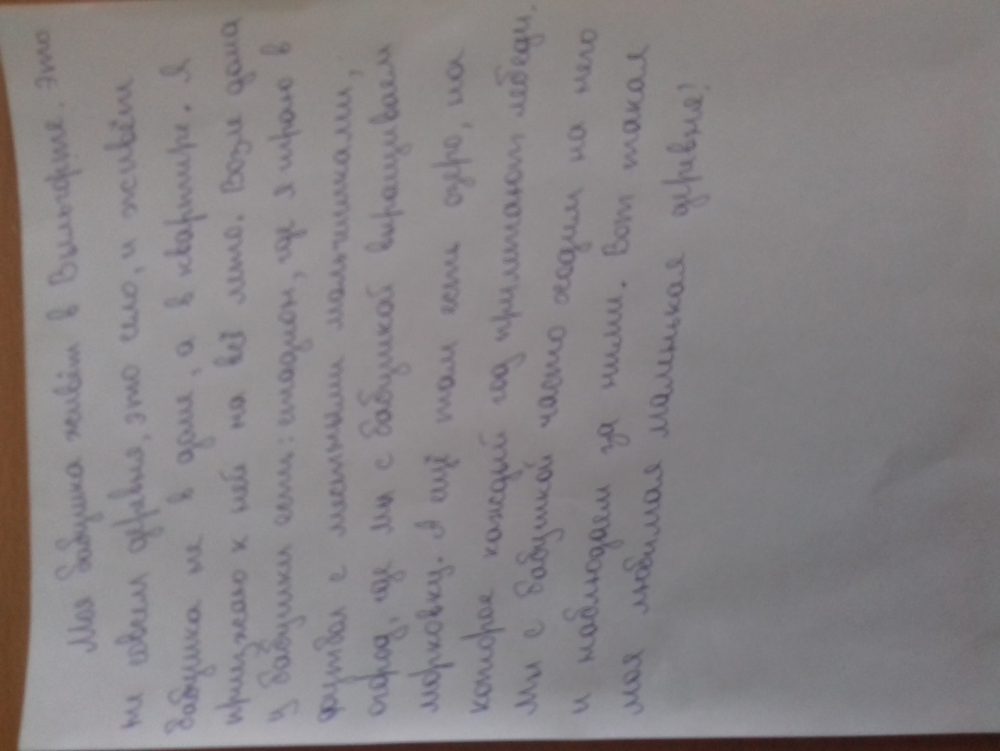 Моя бабушка живёт в Выльгорте. Это
не совсем деревня, это село, и живёт
бабушка не в доме, а в квартире. Я
приезжаю к ней на всё лето. Возле дома
у бабушки есть: стадион, где я играю в
футбол с местными мальчишками,
огород, где мы с бабушкой выращиваем
морковку. А ещё там есть озеро, на
которое каждый год прилетают лебеди.
Мы с бабушкой часто ходим на него
и наблюдаем за ними. Вот такая
моя любимая маленькая деревня!